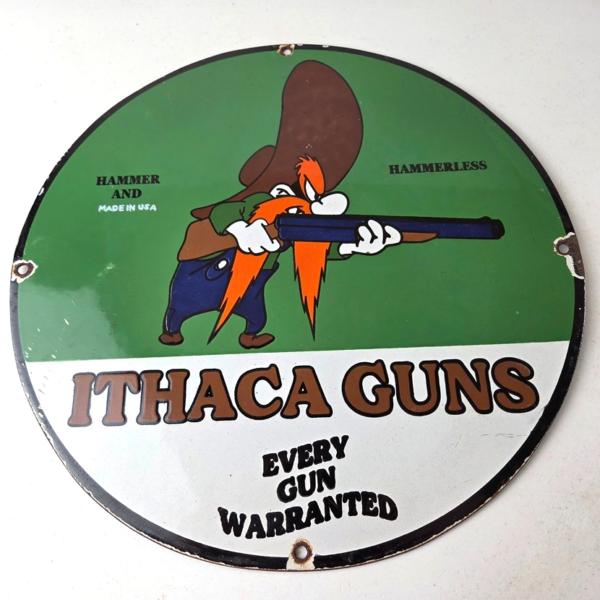 HAMMER
AND
MADE IN USA
HAMMERLESS
ITHACA GUNS
EVERY
GUN
WARRANTED